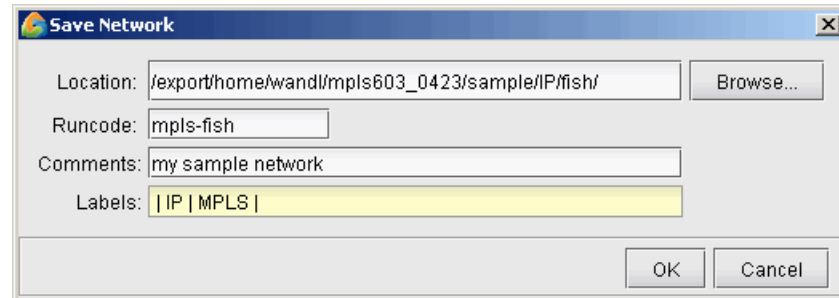 Save Network
Location: /export/home/wandl/mpls603_0423/sample/IP/fish/ Browse...
Runcode: mpls-fish
Comments: my sample network
Labels: | IP | MPLS |
OK Cancel